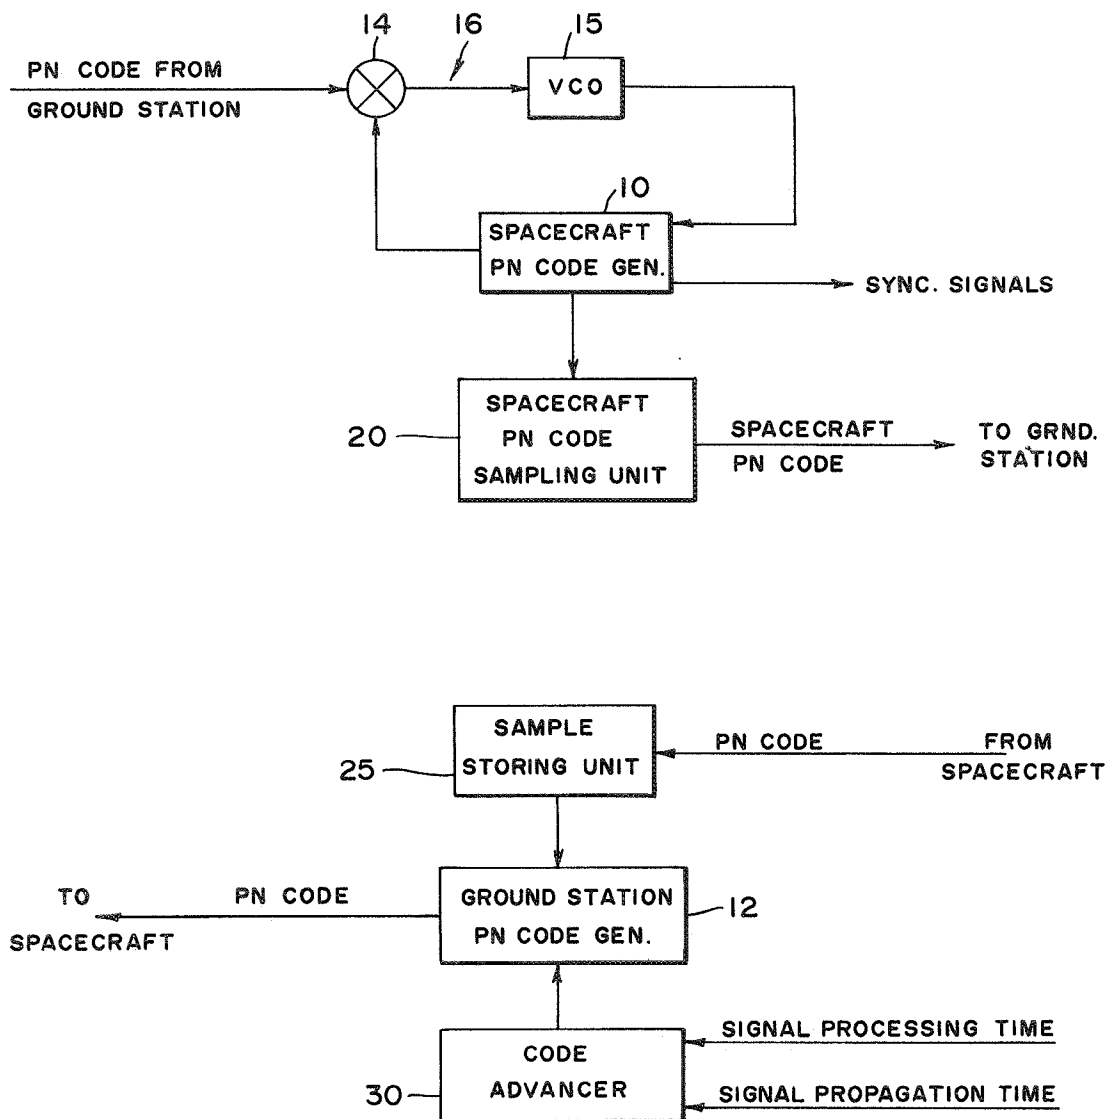 14
16
15
PN CODE FROM
GROUND STATION
VCO
10
SPACECRAFT
PN CODE GEN.
SYNC. SIGNALS
20
SPACECRAFT
PN CODE
SAMPLING UNIT
SPACECRAFT
PN CODE
TO GRND.
STATION
25
SAMPLE
STORING UNIT
PN CODE
FROM
SPACECRAFT
TO
SPACECRAFT
PN CODE
GROUND STATION
PN CODE GEN.
12
30
CODE
ADVANCER
SIGNAL PROCESSING TIME
SIGNAL PROPAGATION TIME